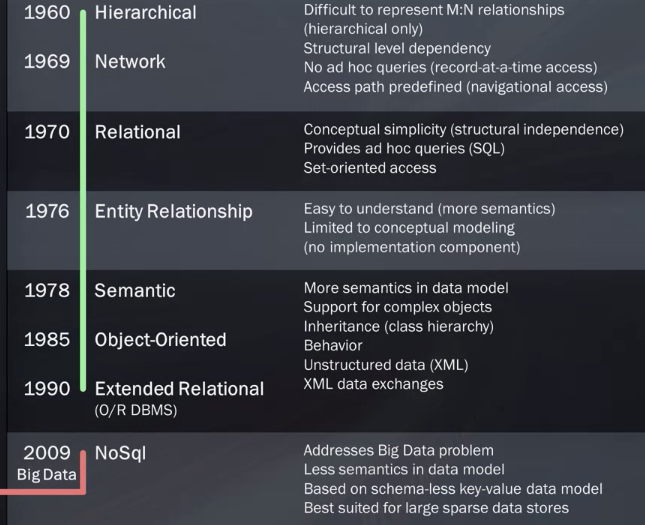 1960 Hierarchical Difficult to represent M:N relationships
(hierarchical only)
Structural level dependency
1969 Network No ad hoc queries (record-at-a-time access)
Access path predefined (navigational access)
1970 Relational Conceptual simplicity (structural independence)
Provides ad hoc queries (SQL)
Set-oriented access
1976 Entity Relationship Easy to understand (more semantics)
Limited to conceptual modeling
(no implementation component)
1978 Semantic More semantics in data model
Support for complex objects
Inheritance (class hierarchy)
1985 Object-Oriented Behavior
Unstructured data (XML)
1990 Extended Relational XML data exchanges
(O/R DBMS)
2009 NoSql Addresses Big Data problem
Big Data Less semantics in data model
Based on schema-less key-value data model
Best suited for large sparse data stores